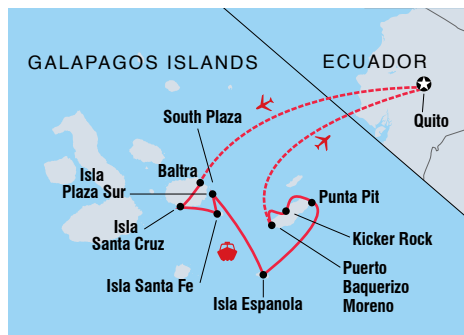 GALAPAGOS ISLANDS
ECUADOR
Quito
South Plaza
Baltra
Isla
Plaza Sur
Punta Pit
Isla
Santa Cruz
Kicker Rock
Isla Santa Fe
Puerto
Baquerizo
Moreno
Isla Espanola